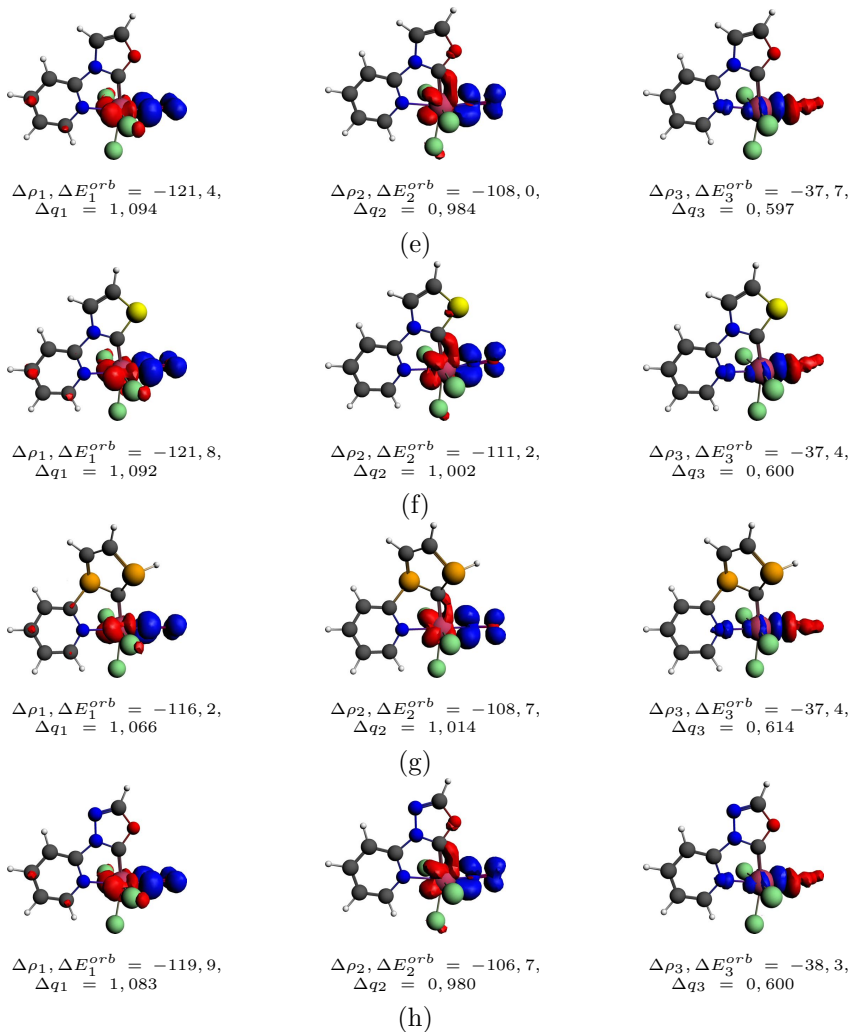 Δρ₁, ΔE₁ᵒʳᵇ = −121, 4,
Δq₁ = 1, 094
Δρ₂, ΔE₂ᵒʳᵇ = −108, 0,
Δq₂ = 0, 984
Δρ₃, ΔE₃ᵒʳᵇ = −37, 7,
Δq₃ = 0, 597
(e)
Δρ₁, ΔE₁ᵒʳᵇ = −121, 8,
Δq₁ = 1, 092
Δρ₂, ΔE₂ᵒʳᵇ = −111, 2,
Δq₂ = 1, 002
Δρ₃, ΔE₃ᵒʳᵇ = −37, 4,
Δq₃ = 0, 600
(f)
Δρ₁, ΔE₁ᵒʳᵇ = −116, 2,
Δq₁ = 1, 066
Δρ₂, ΔE₂ᵒʳᵇ = −108, 7,
Δq₂ = 1, 014
Δρ₃, ΔE₃ᵒʳᵇ = −37, 4,
Δq₃ = 0, 614
(g)
Δρ₁, ΔE₁ᵒʳᵇ = −119, 9,
Δq₁ = 1, 083
Δρ₂, ΔE₂ᵒʳᵇ = −106, 7,
Δq₂ = 0, 980
Δρ₃, ΔE₃ᵒʳᵇ = −38, 3,
Δq₃ = 0, 600
(h)